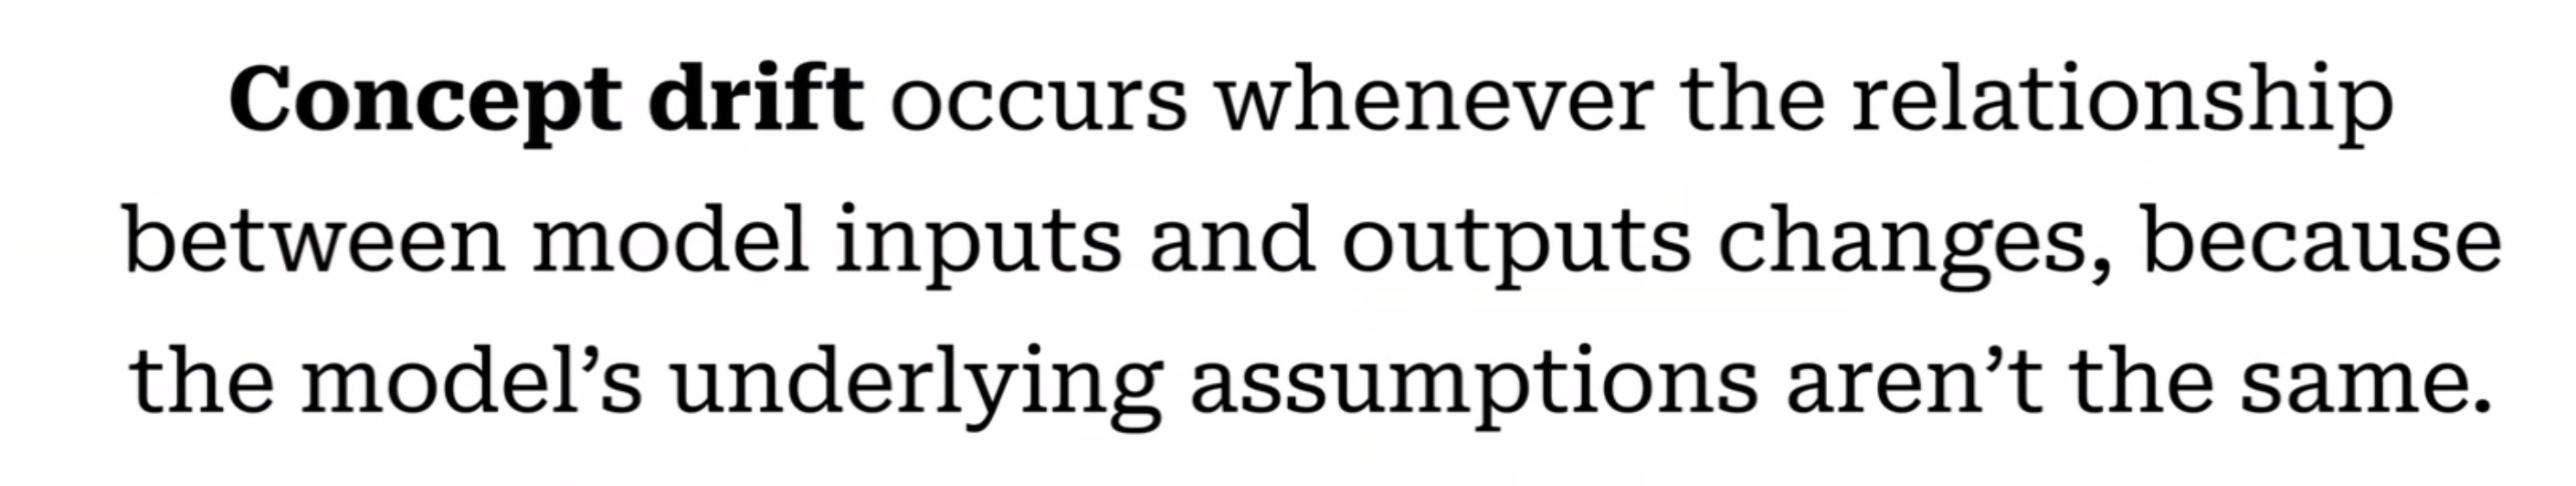 Concept drift occurs whenever the relationship
between model inputs and outputs changes, because
the model’s underlying assumptions aren’t the same.